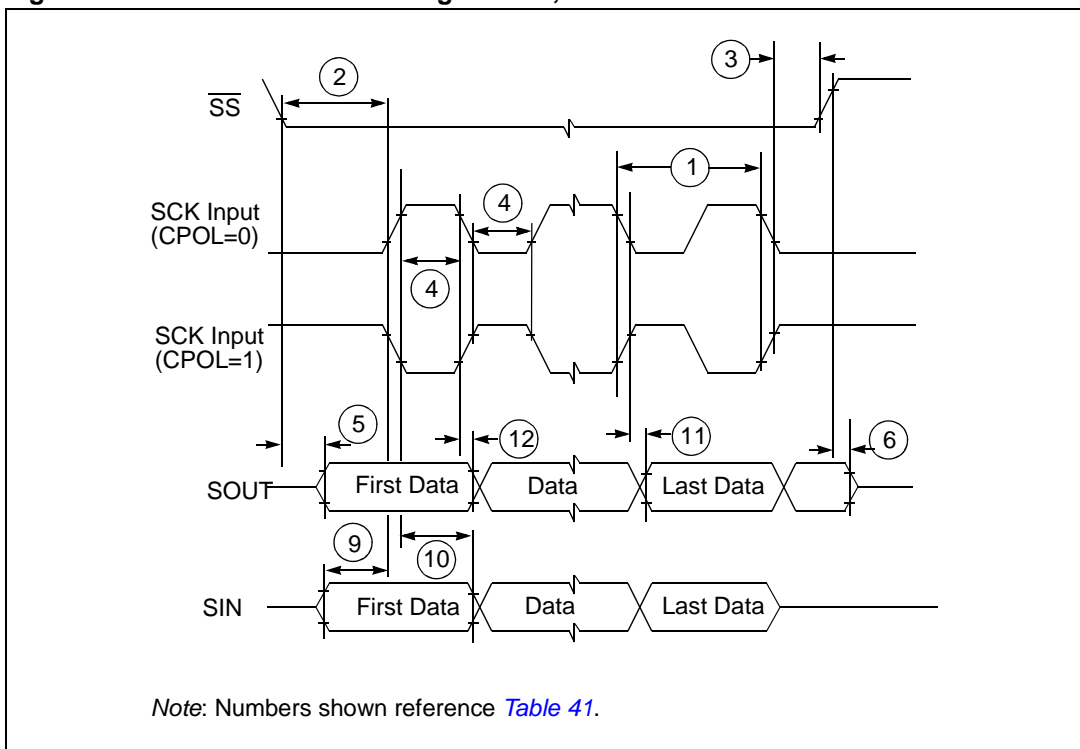 3
2
SS
1
SCK Input
(CPOL=0)
4
4
SCK Input
(CPOL=1)
5
12
11
6
SOUT
First Data
Data
Last Data
9
10
SIN
First Data
Data
Last Data
Note: Numbers shown reference Table 41.